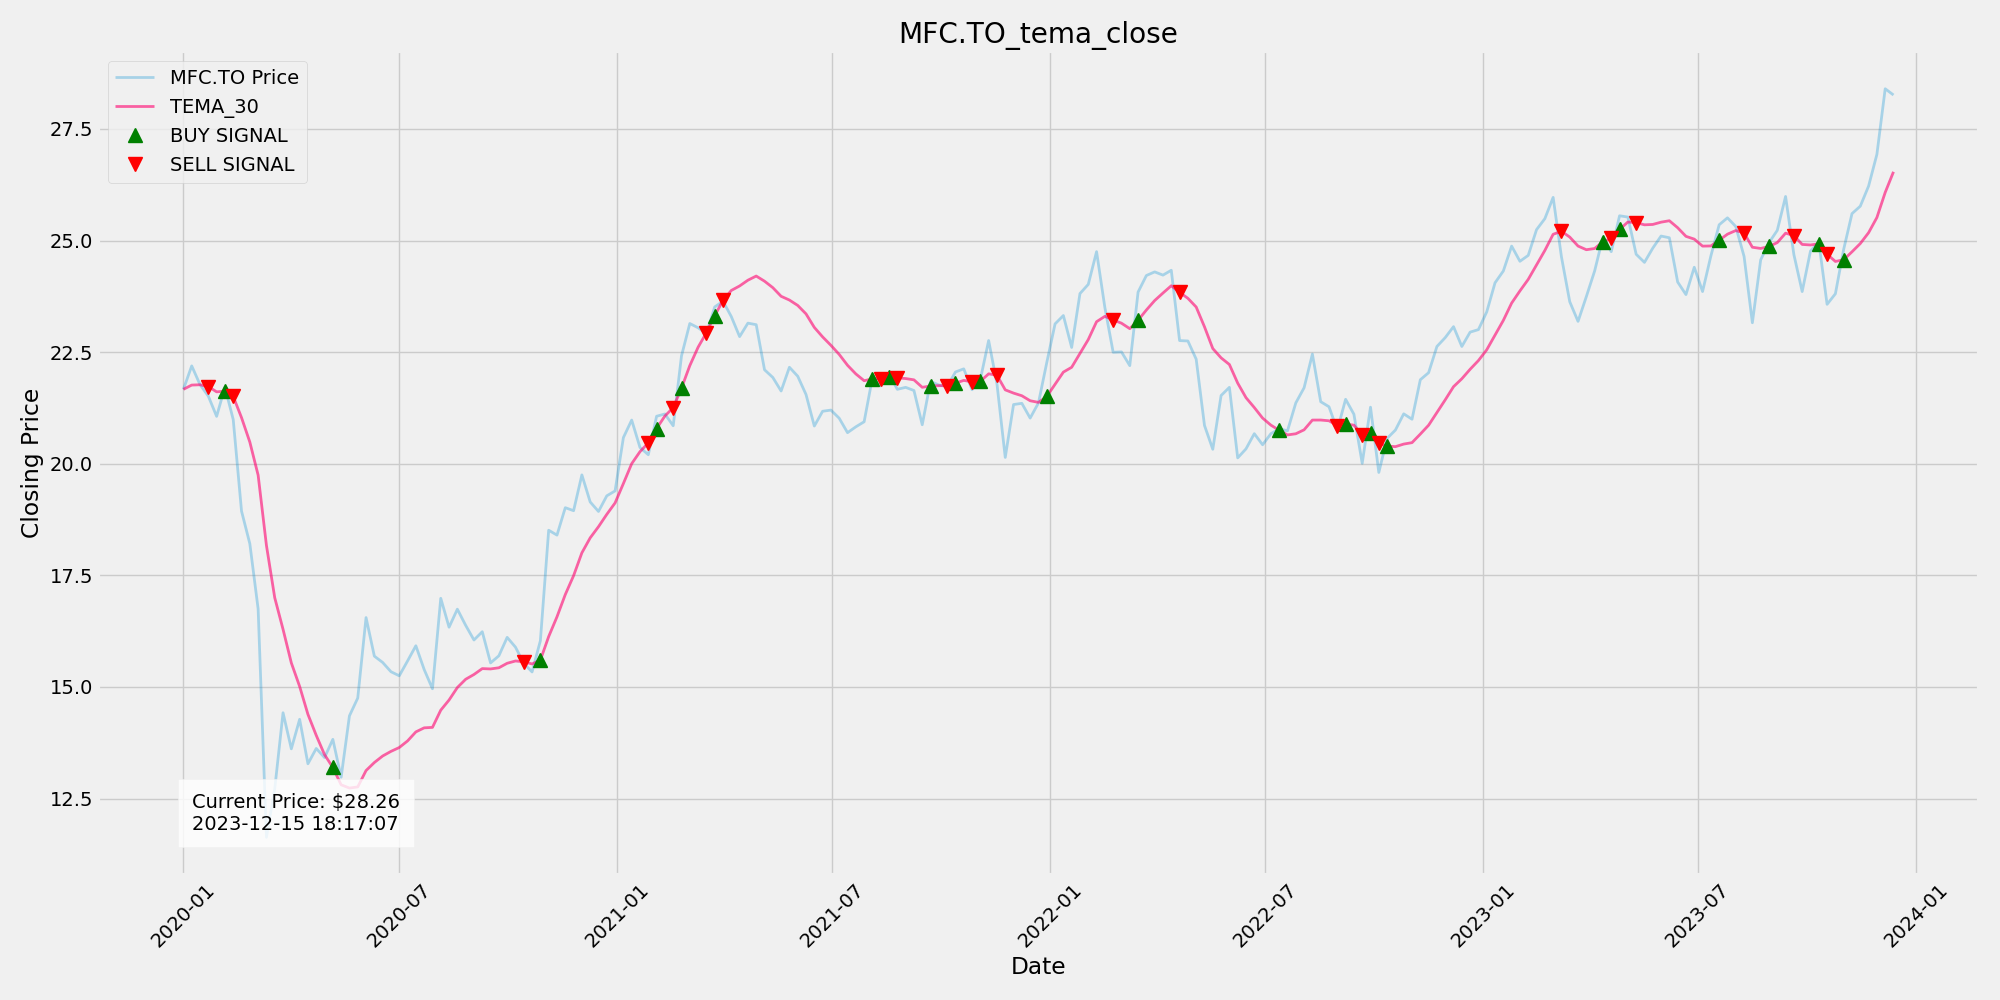 MFC.TO_tema_close
MFC.TO Price
TEMA_30
BUY SIGNAL
SELL SIGNAL
Closing Price
27.5
25.0
22.5
20.0
17.5
15.0
12.5
Current Price: $28.26
2023-12-15 18:17:07
2020-01
2020-07
2021-01
2021-07
2022-01
2022-07
2023-01
2023-07
2024-01
Date